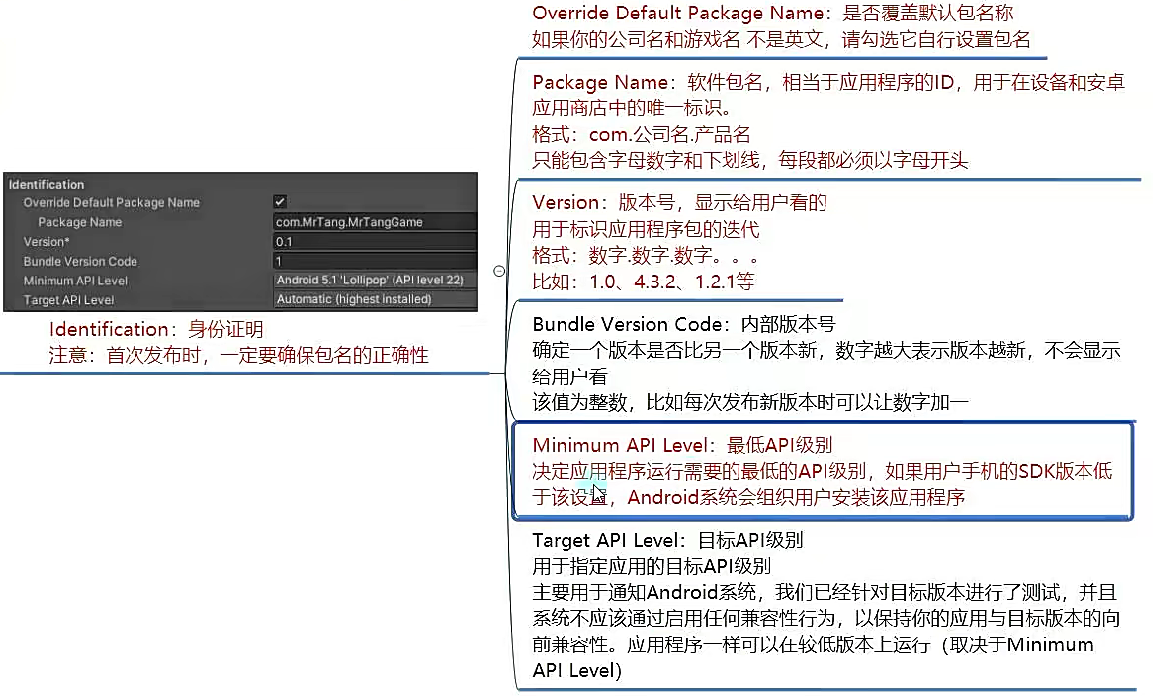 Identification
Override Default Package Name
Package Name com.MrTang.MrTangGame
Version* 0.1
Bundle Version Code 1
Minimum API Level Android 5.1 'Lollipop' (API level 22)
Target API Level Automatic (highest installed)
Identification：身份证明
注意：首次发布时，一定要确保包名的正确性
Override Default Package Name：是否覆盖默认包名称
如果你的公司名和游戏名 不是英文，请勾选它自行设置包名
Package Name：软件包名，相当于应用程序的ID，用于在设备和安卓
应用商店中的唯一标识。
格式：com.公司名.产品名
只能包含字母数字和下划线，每段都必须以字母开头
Version：版本号，显示给用户看的
用于标识应用程序包的迭代
格式：数字.数字.数字。。。
比如：1.0、4.3.2、1.2.1等
Bundle Version Code：内部版本号
确定一个版本是否比另一个版本新，数字越大表示版本越新，不会显示
给用户看
该值为整数，比如每次发布新版本时可以让数字加一
Minimum API Level：最低API级别
决定应用程序运行需要的最低的API级别，如果用户手机的SDK版本低
于该设置，Android系统会组织用户安装该应用程序
Target API Level：目标API级别
用于指定应用的目标API级别
主要用于通知Android系统，我们已经针对目标版本进行了测试，并且
系统不应该通过启用任何兼容性行为，以保持你的应用与目标版本的向
前兼容性。应用程序一样可以在较低版本上运行（取决于Minimum
API Level）